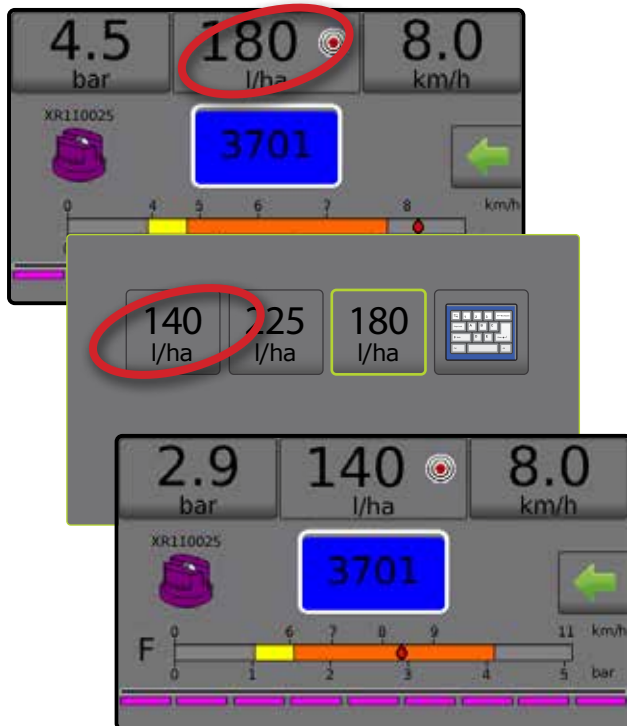 4.5 180 8.0
bar l/ha km/h
XR110025
3701
0 4 5 6 7 8 km/h
140 225 180
l/ha l/ha l/ha
2.9 140 8.0
bar l/ha km/h
XR110025
3701
0 6 7 8 9 11 km/h
F
0 1 2 3 4 5 bar